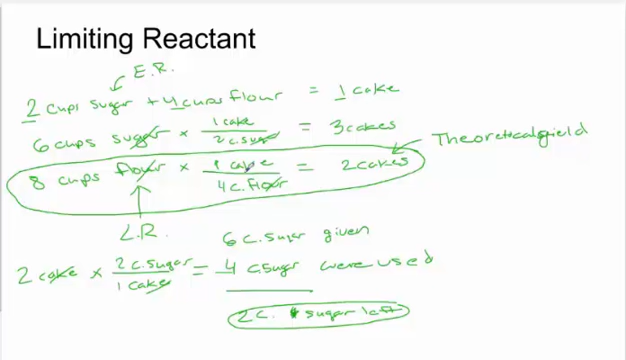 Limiting Reactant
E.R.
2 cups sugar + 4 cups flour = 1 cake
6 cups sugar × 1 cake / 2 c. sugar = 3 cakes
Theoretical yield
8 cups flour × 1 cake / 4 c. flour = 2 cakes
L.R.
6 c. sugar given
2 cake × 2 c. sugar / 1 cake = 4 c. sugr were used
2 c. sugar left